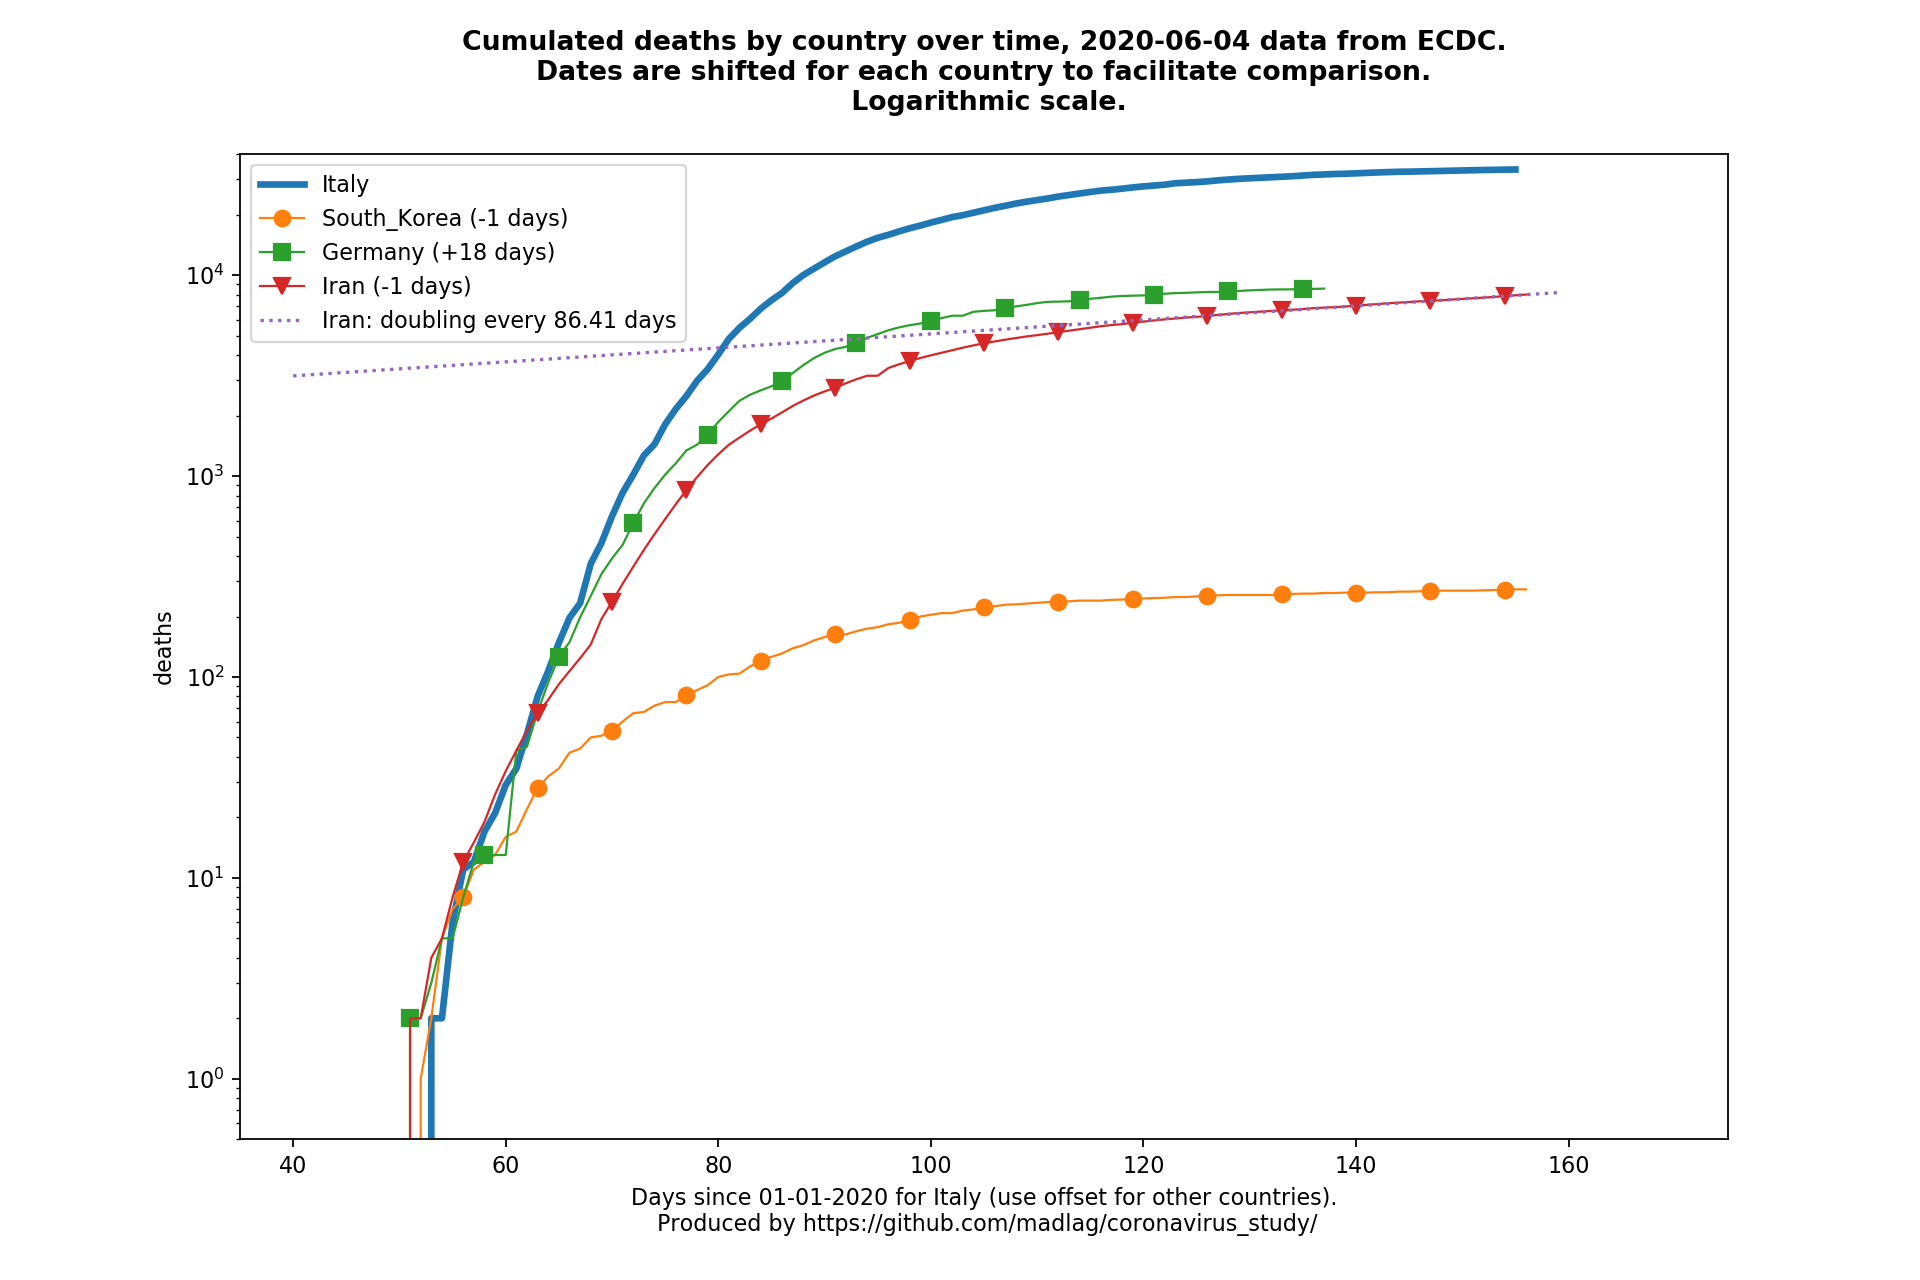 Cumulated deaths by country over time, 2020-06-04 data from ECDC.
Dates are shifted for each country to facilitate comparison.
Logarithmic scale.
Italy
South_Korea (-1 days)
Germany (+18 days)
Iran (-1 days)
Iran: doubling every 86.41 days
10^4
10^3
10^2
10^1
10^0
deaths
40 60 80 100 120 140 160
Days since 01-01-2020 for Italy (use offset for other countries).
Produced by https://github.com/madlag/coronavirus_study/